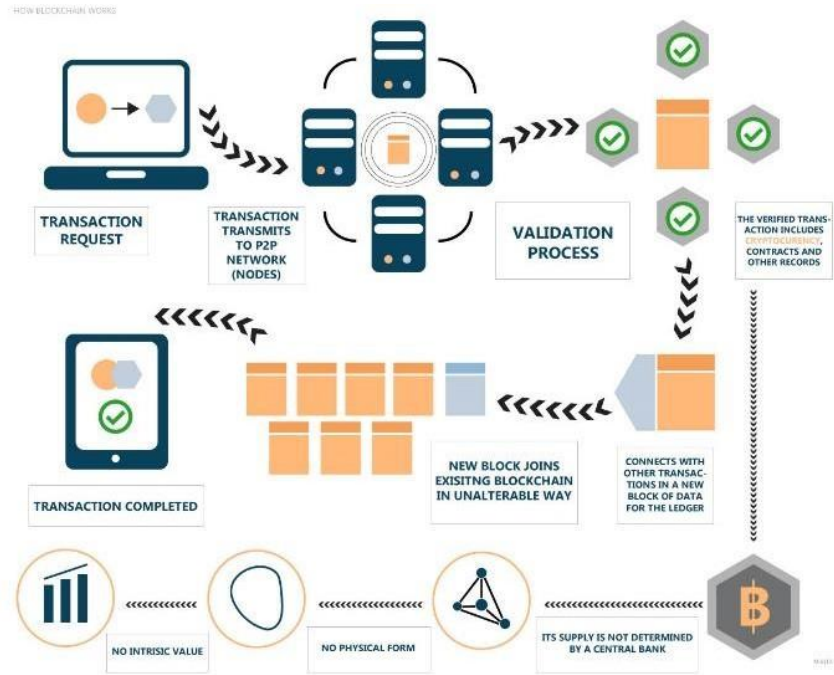 HOW BLOCKCHAIN WORKS
TRANSACTION
REQUEST
TRANSACTION
TRANSMITS
TO P2P
NETWORK
(NODES)
VALIDATION
PROCESS
THE VERIFIED TRANS-
ACTION INCLUDES
CRYPTOCURENCY,
CONTRACTS AND
OTHER RECORDS
CONNECTS WITH
OTHER TRANSAC-
TIONS IN A NEW
BLOCK OF DATA
FOR THE LEDGER
NEW BLOCK JOINS
EXISITNG BLOCKCHAIN
IN UNALTERABLE WAY
TRANSACTION COMPLETED
ITS SUPPLY IS NOT DETERMINED
BY A CENTRAL BANK
NO PHYSICAL FORM
NO INTRISIC VALUE